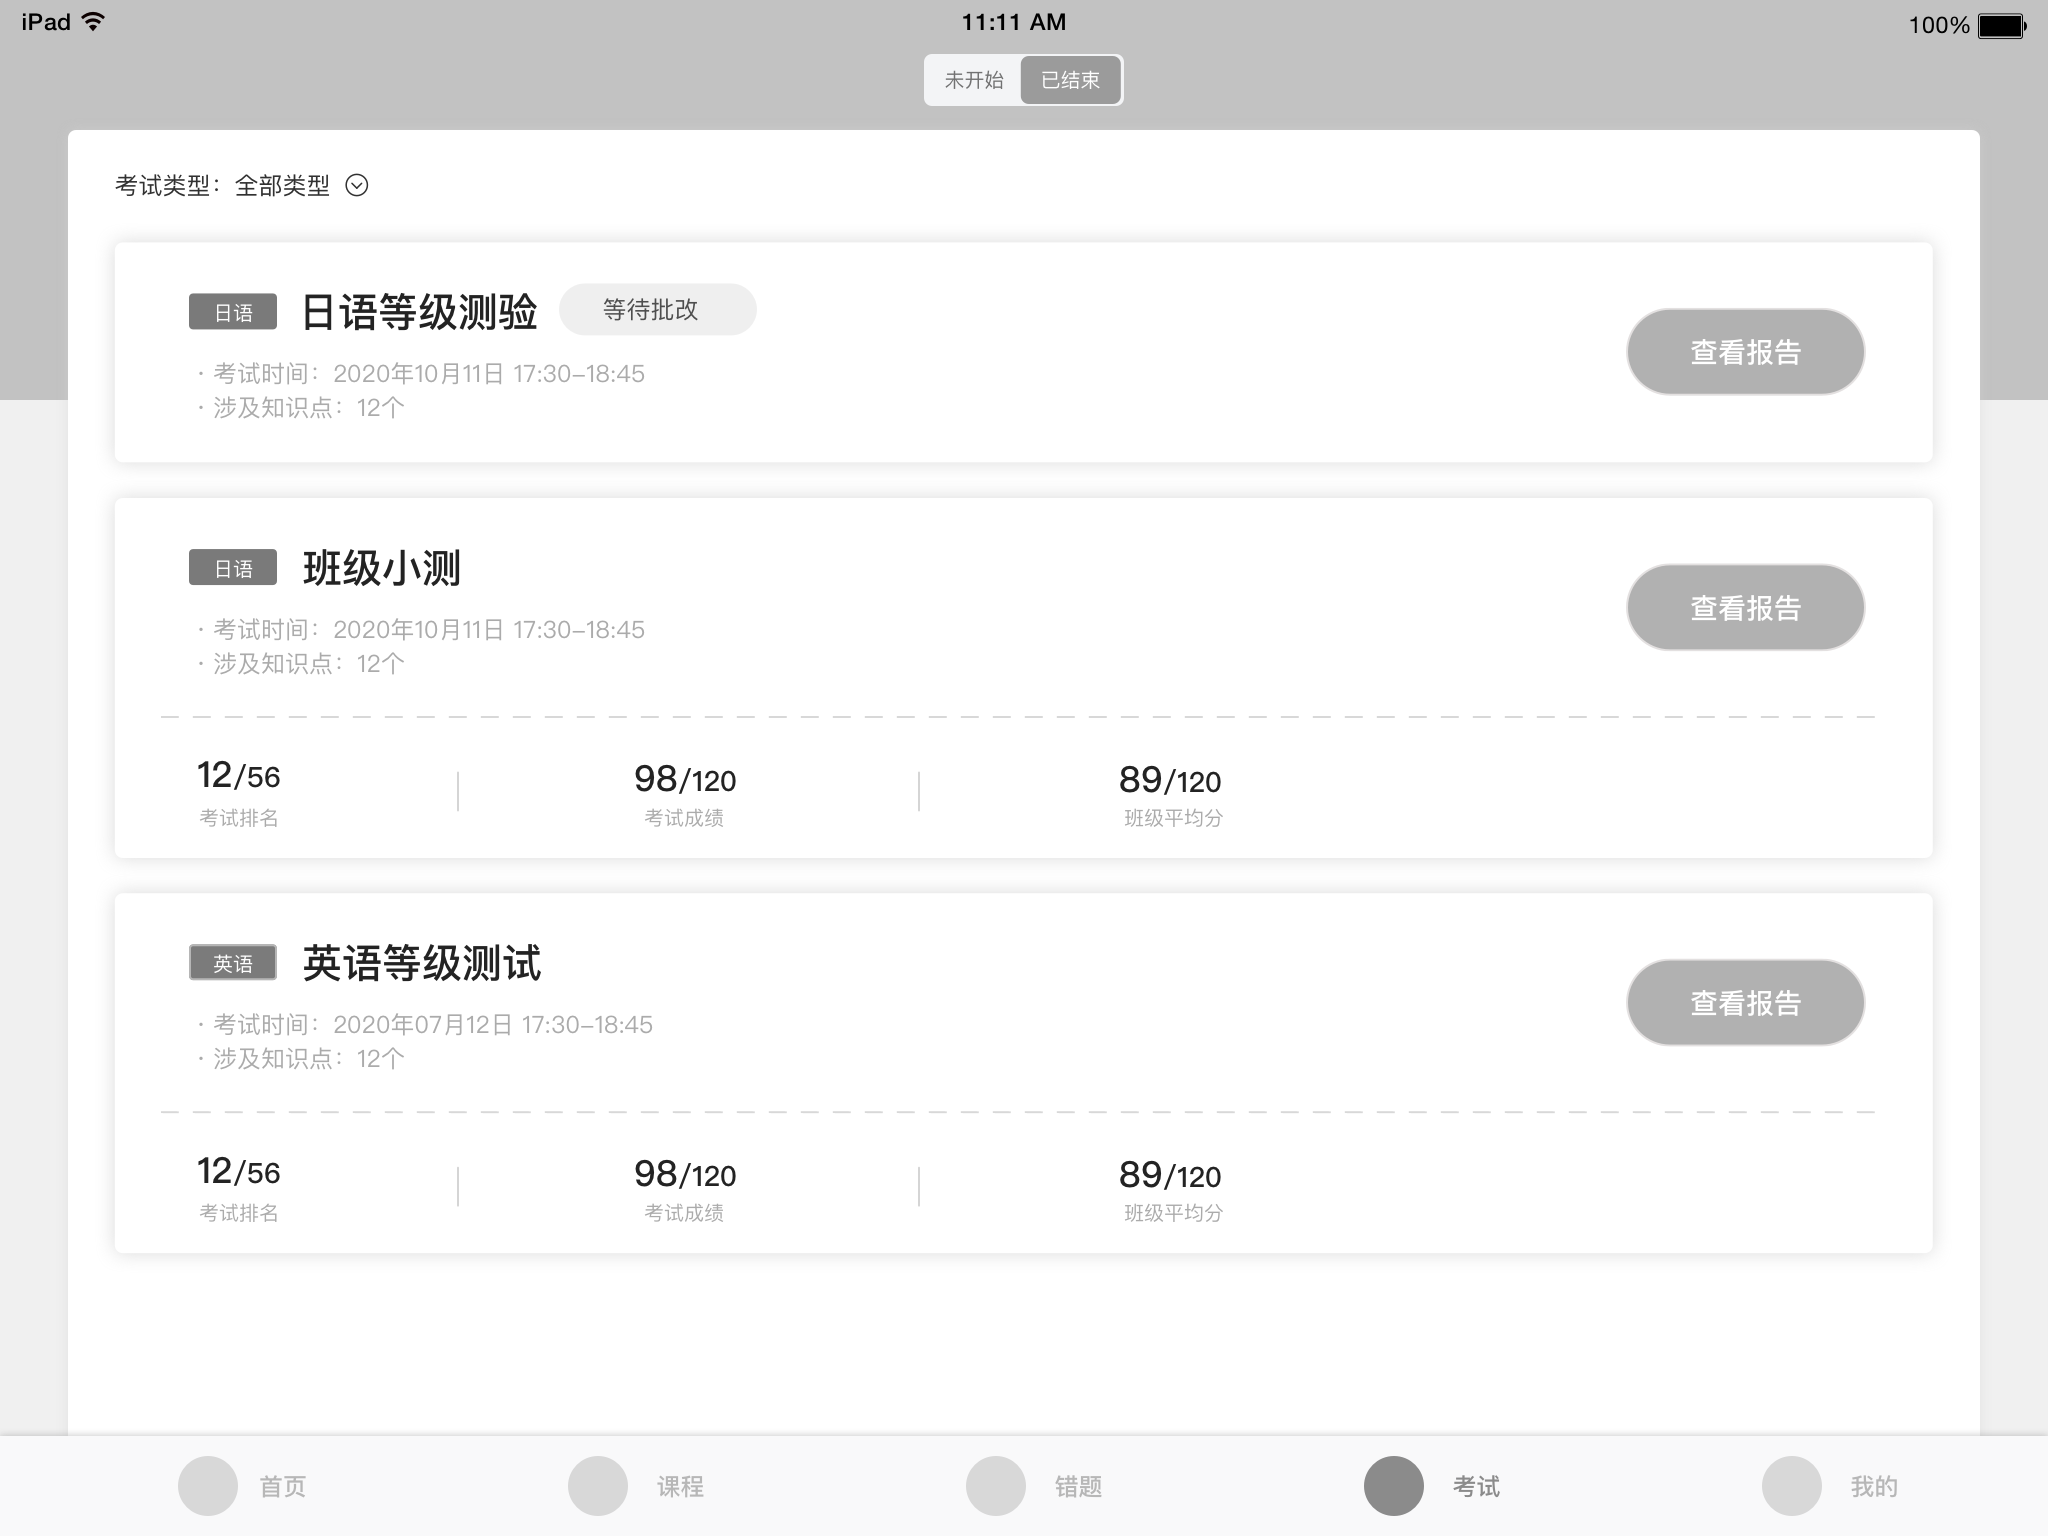 iPad 11:11 AM 100%
未开始 已结束
考试类型：全部类型
日语 日语等级测验 等待批改
· 考试时间：2020年10月11日 17:30-18:45
· 涉及知识点：12个
查看报告
日语 班级小测
· 考试时间：2020年10月11日 17:30-18:45
· 涉及知识点：12个
查看报告
12/56 98/120 89/120
考试排名 考试成绩 班级平均分
英语 英语等级测试
· 考试时间：2020年07月12日 17:30-18:45
· 涉及知识点：12个
查看报告
12/56 98/120 89/120
考试排名 考试成绩 班级平均分
首页 课程 错题 考试 我的